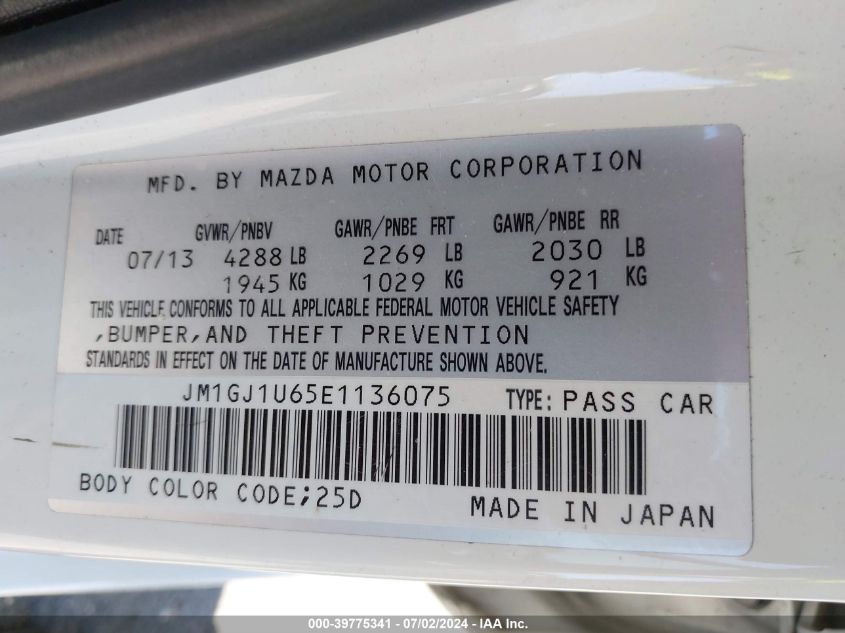 MFD. BY MAZDA MOTOR CORPORATION
DATE GVWR/PNBV GAWR/PNBE FRT GAWR/PNBE RR
07/13 4288 LB 2269 LB 2030 LB
1945 KG 1029 KG 921 KG
THIS VEHICLE CONFORMS TO ALL APPLICABLE FEDERAL MOTOR VEHICLE SAFETY
,BUMPER,AND THEFT PREVENTION
STANDARDS IN EFFECT ON THE DATE OF MANUFACTURE SHOWN ABOVE.
JM1GJ1U65E1136075 TYPE: PASS CAR
BODY COLOR CODE;25D MADE IN JAPAN
000-39775341 - 07/02/2024 - IAA Inc.